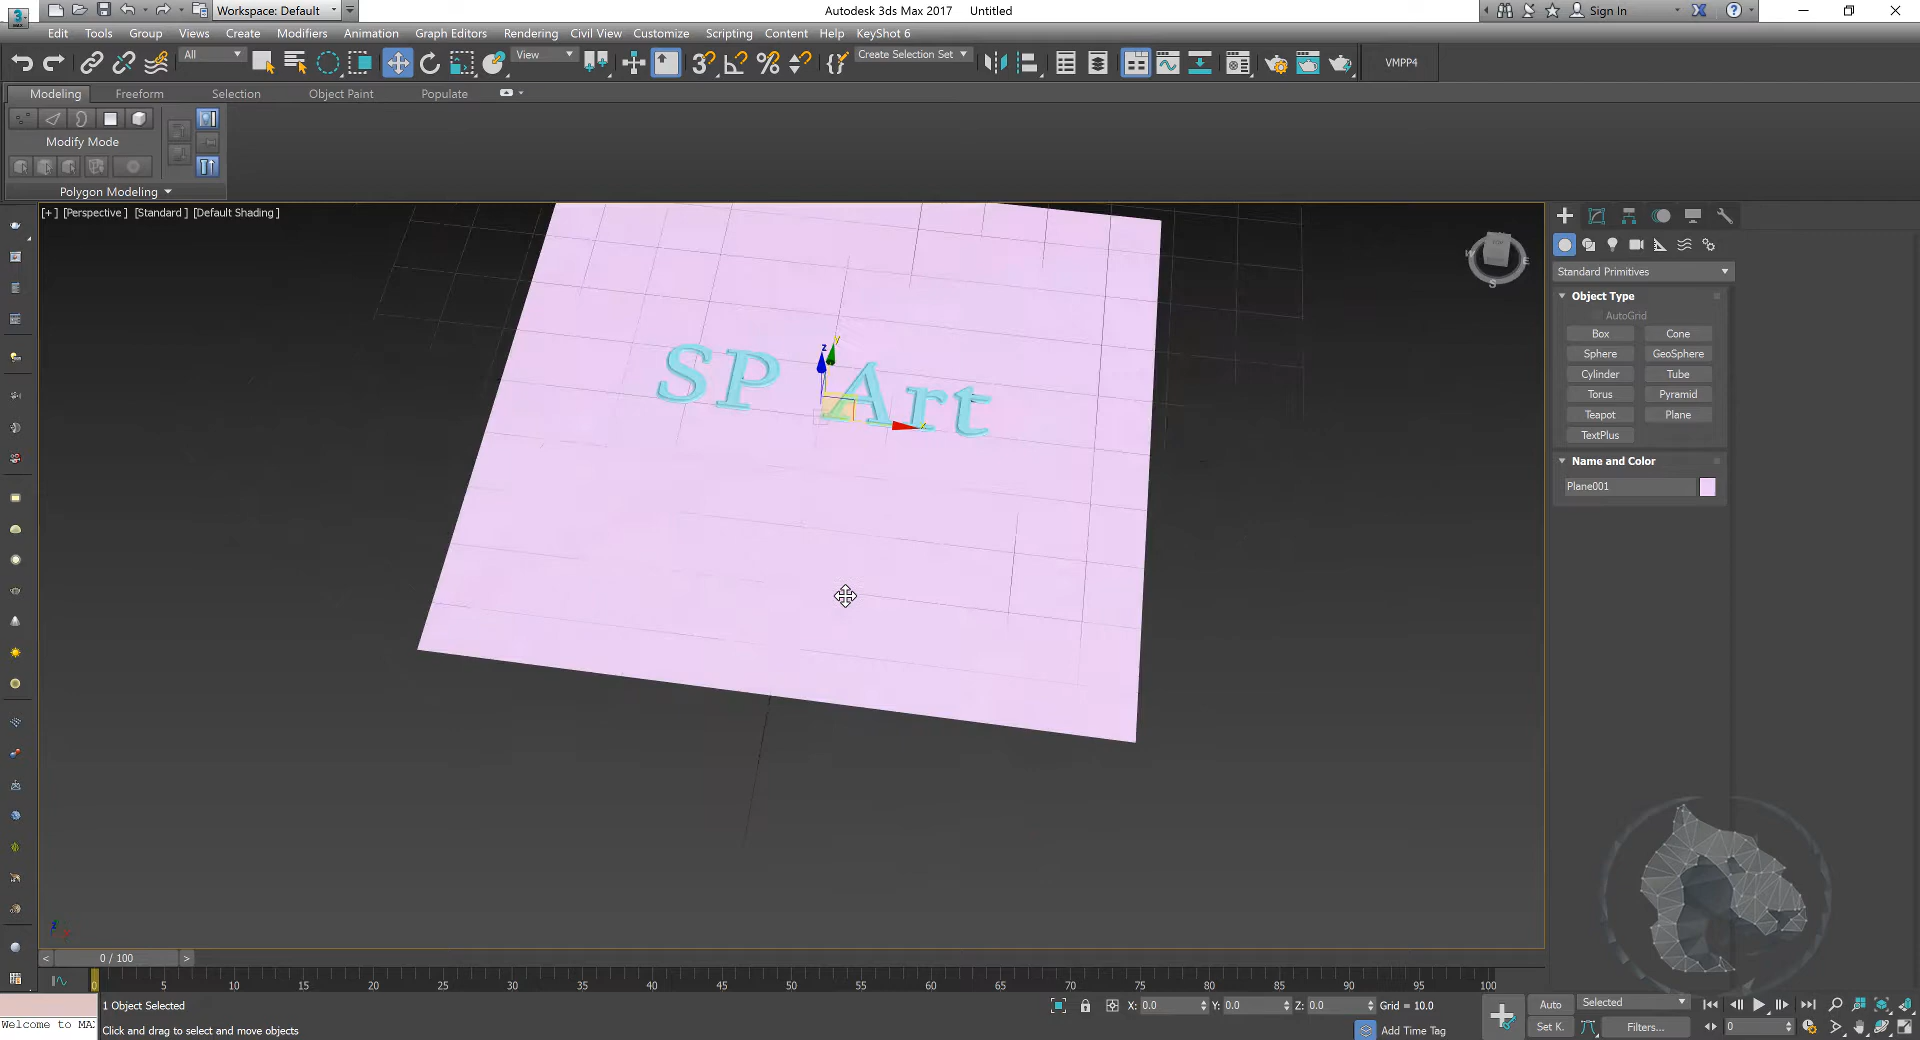 Workspace: Default
Autodesk 3ds Max 2017 Untitled
Sign In
Edit Tools Group Views Create Modifiers Animation Graph Editors Rendering Civil View Customize Scripting Content Help KeyShot 6
All
View
Create Selection Set
VMPP4
Modeling Freeform Selection Object Paint Populate
Modify Mode
Polygon Modeling
[+] [Perspective] [Standard] [Default Shading]
Standard Primitives
Object Type
AutoGrid
Box Cone
Sphere GeoSphere
Cylinder Tube
Torus Pyramid
Teapot Plane
TextPlus
Name and Color
Plane001
SP Art
z
TOP
E
S
< 0 / 100 >
0 5 10 15 20 25 30 35 40 45 50 55 60 65 70 75 80 85 90 95 100
1 Object Selected
X: 0.0 Y: 0.0 Z: 0.0 Grid = 10.0
Auto
Selected
Welcome to MA
Click and drag to select and move objects
Add Time Tag
Set K.
Filters...
0